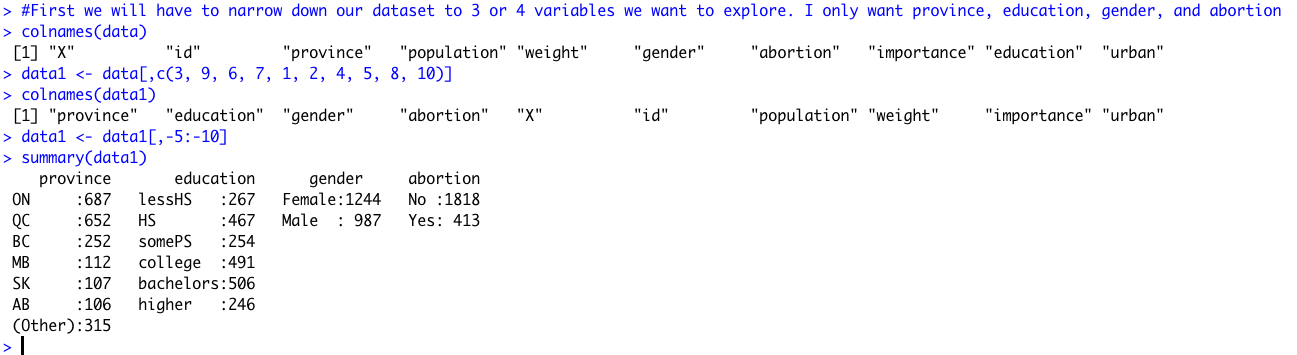 > #First we will have to narrow down our dataset to 3 or 4 variables we want to explore. I only want province, education, gender, and abortion
> colnames(data)
[1] "X" "id" "province" "population" "weight" "gender" "abortion" "importance" "education" "urban"
> data1 <- data[,c(3, 9, 6, 7, 1, 2, 4, 5, 8, 10)]
> colnames(data1)
[1] "province" "education" "gender" "abortion" "X" "id" "population" "weight" "importance" "urban"
> data1 <- data1[,-5:-10]
> summary(data1)
province education gender abortion
ON :687 lessHS :267 Female:1244 No :1818
QC :652 HS :467 Male : 987 Yes: 413
BC :252 somePS :254
MB :112 college :491
SK :107 bachelors:506
AB :106 higher :246
(Other):315
>